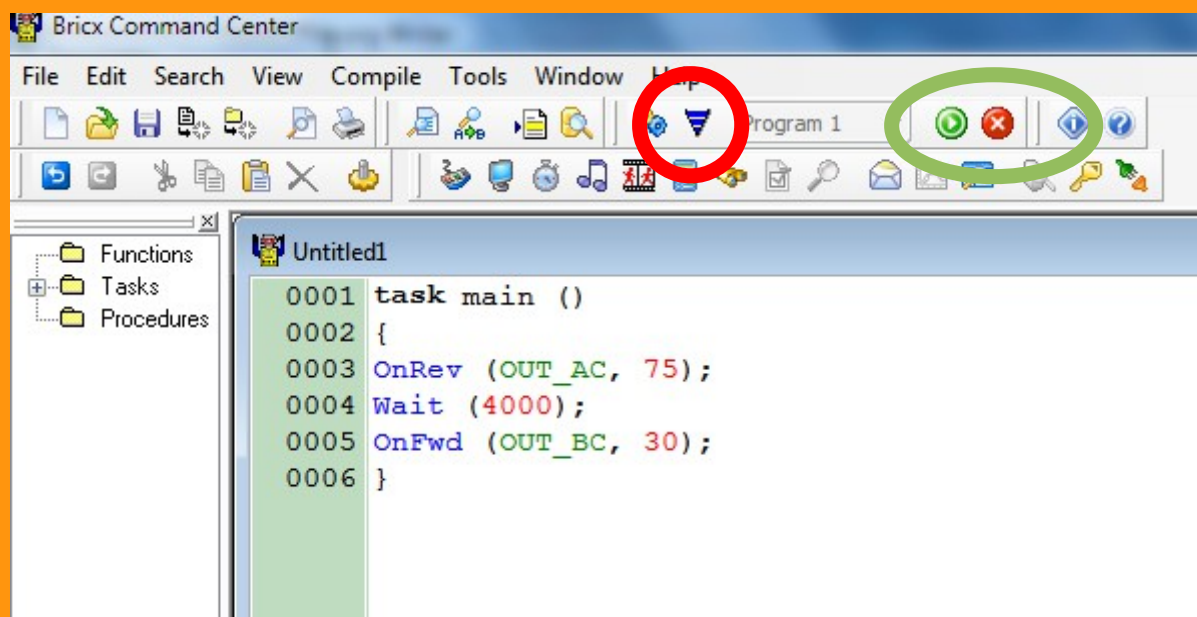 Bricx Command Center
File Edit Search View Compile Tools Window Help
Program 1
Functions
Tasks
Procedures
Untitled1
0001 task main ()
0002 {
0003 OnRev (OUT_AC, 75);
0004 Wait (4000);
0005 OnFwd (OUT_BC, 30);
0006 }